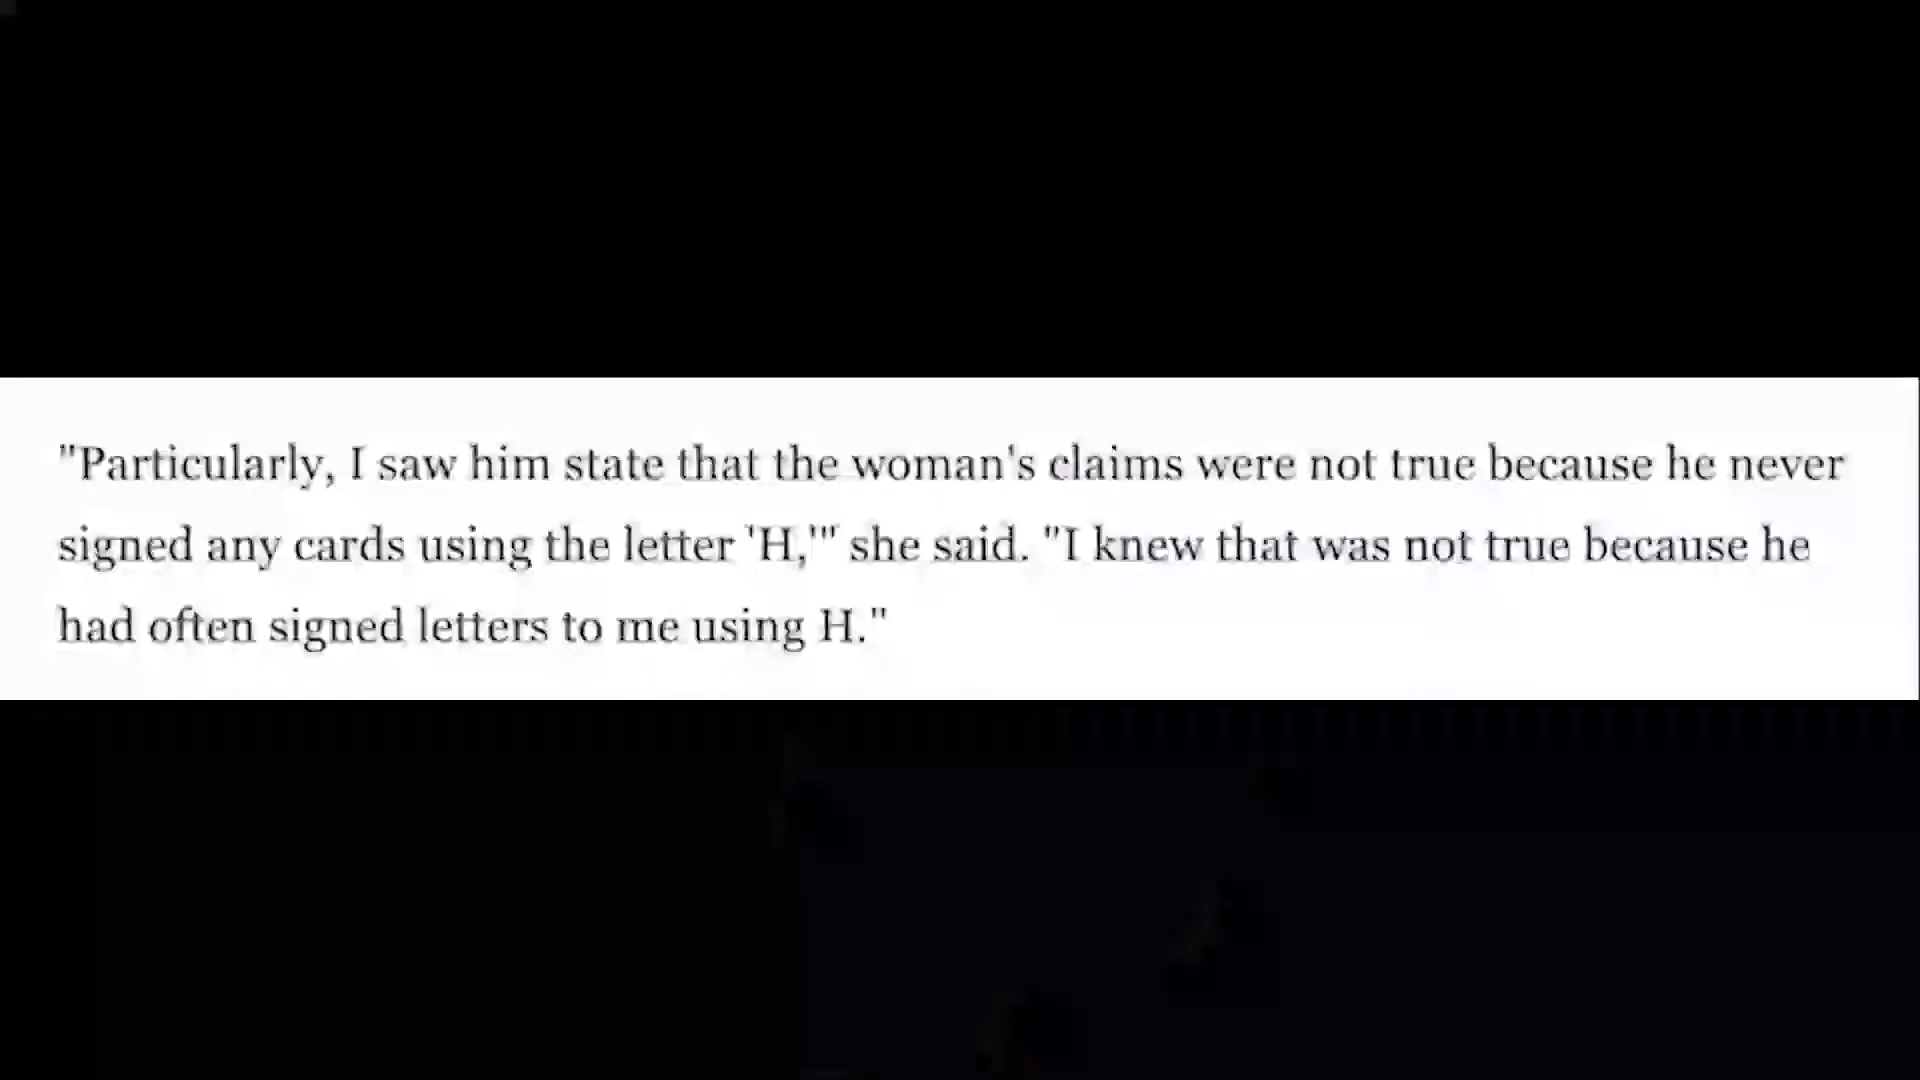 "Particularly, I saw him state that the woman's claims were not true because he never
signed any cards using the letter 'H,'" she said. "I knew that was not true because he
had often signed letters to me using H."